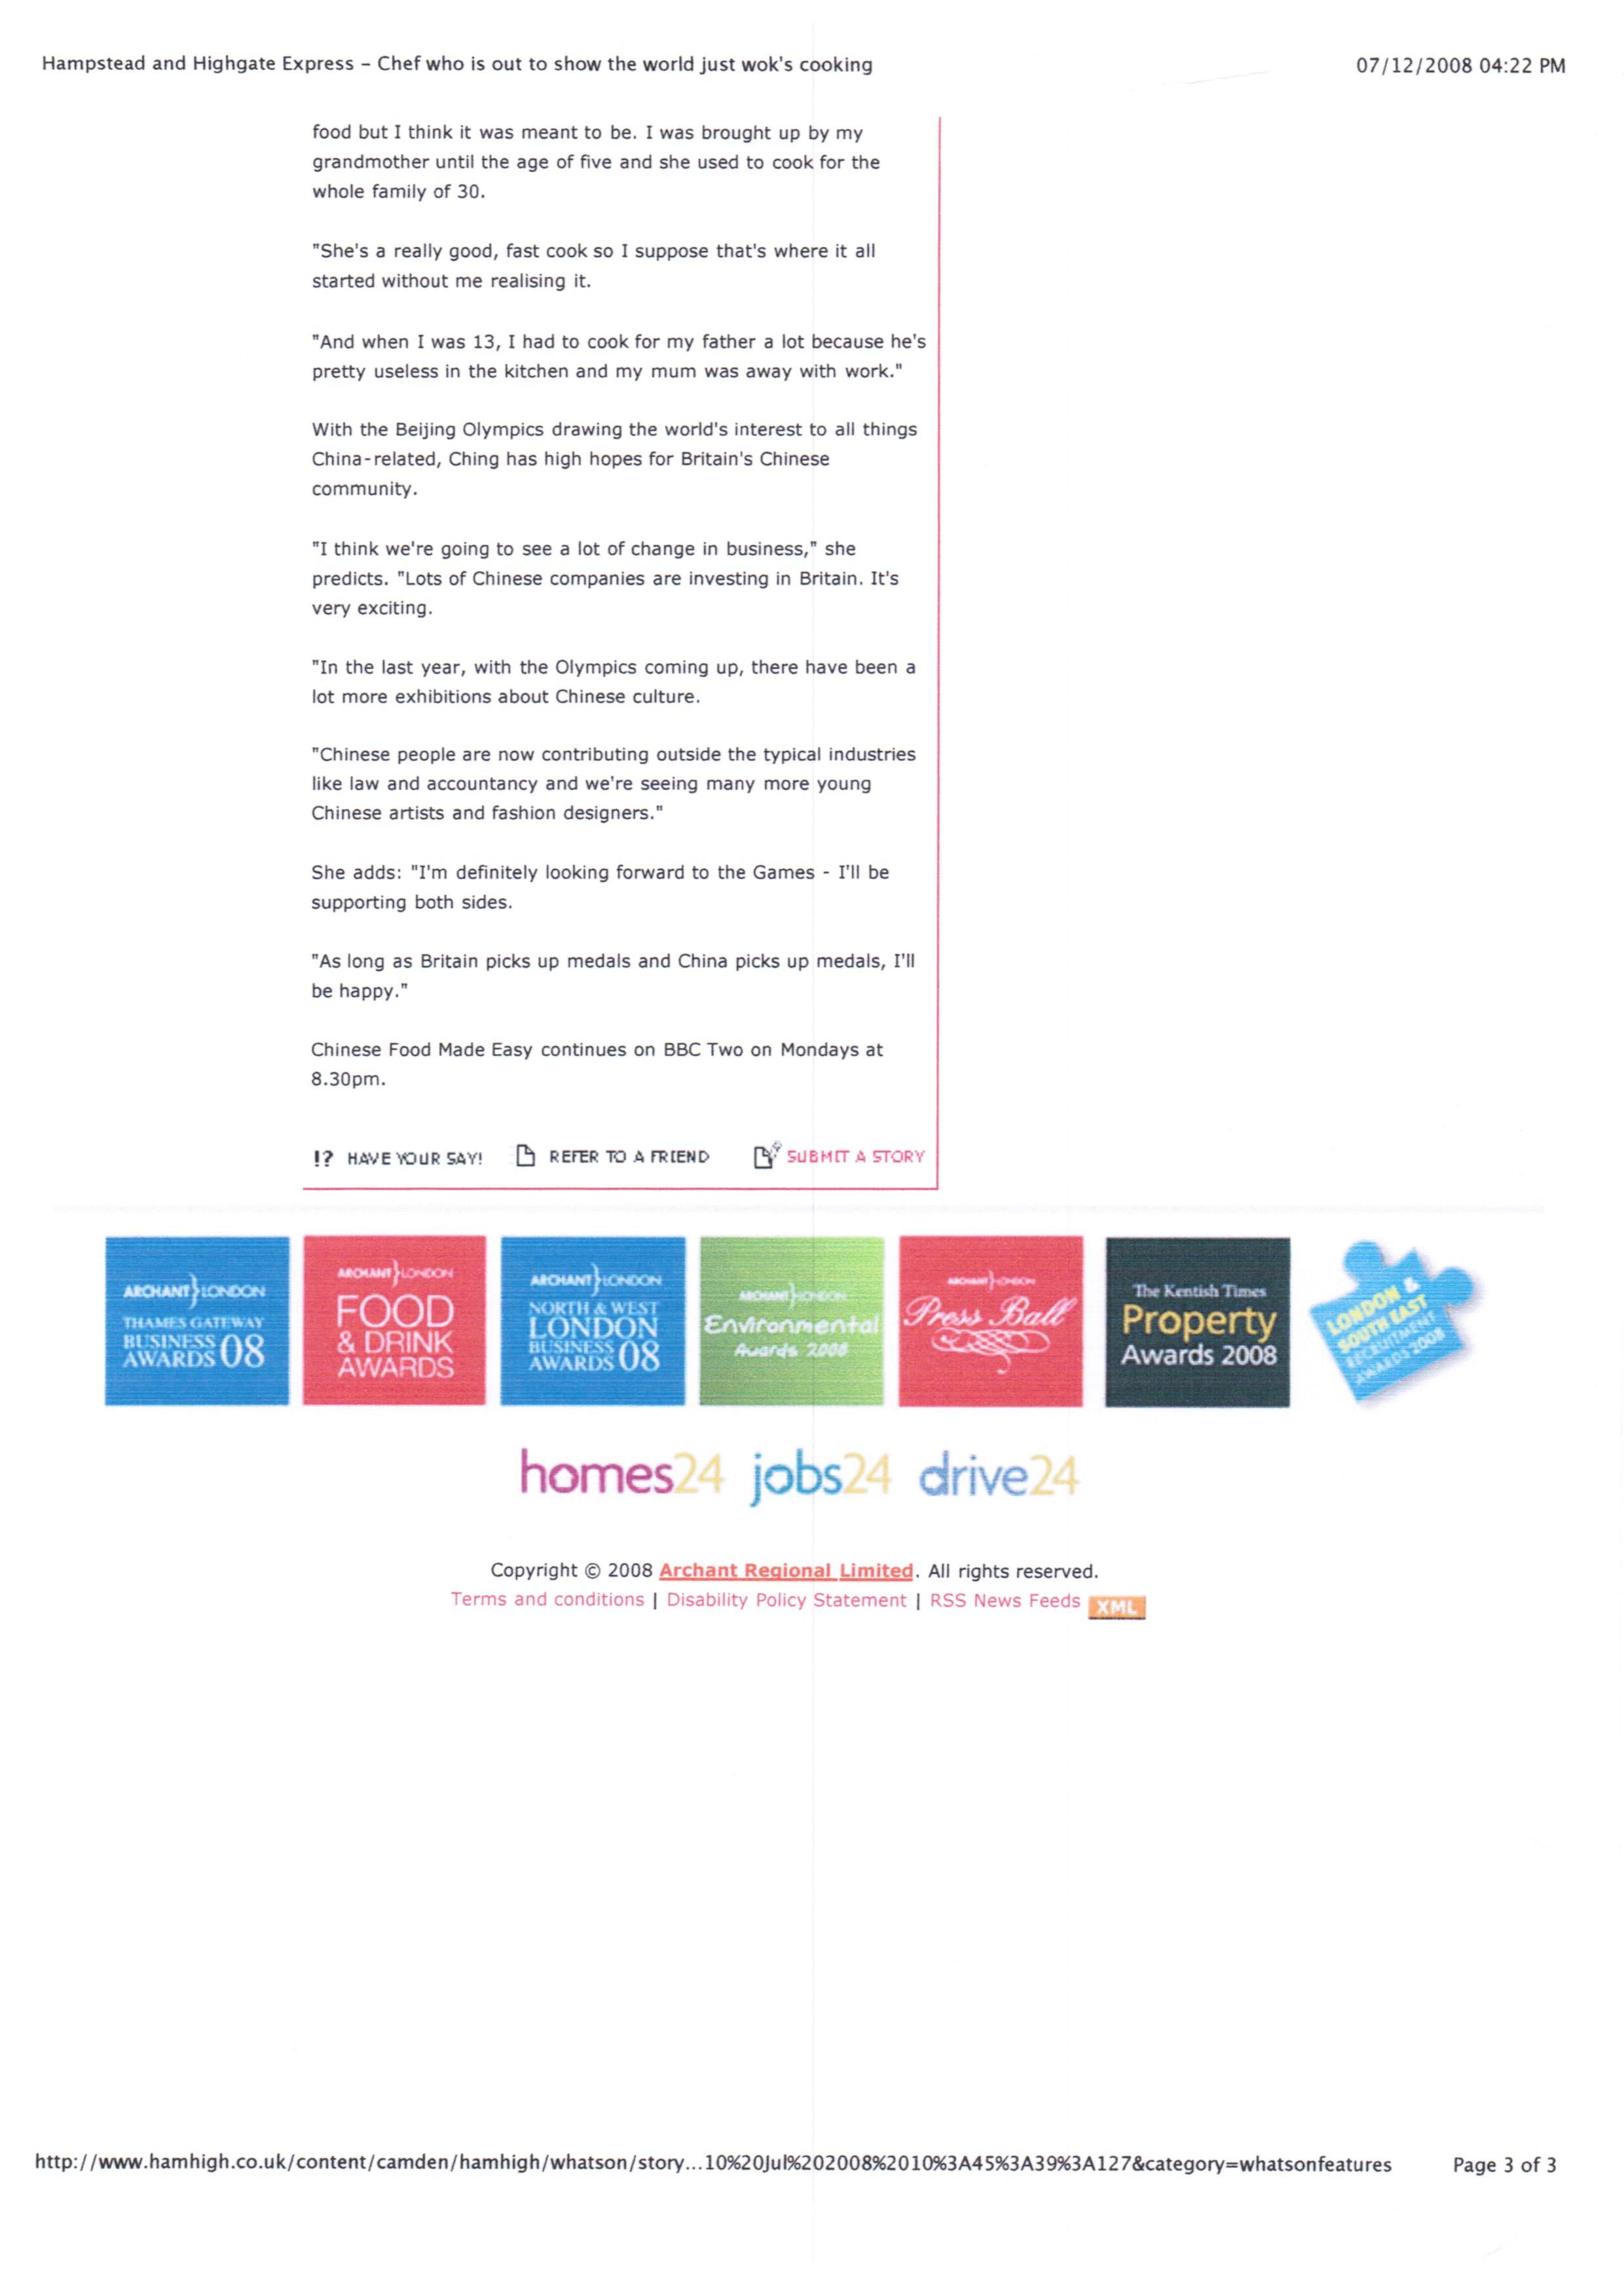 Hampstead and Highgate Express – Chef who is out to show the world just wok's cooking
07/12/2008 04:22 PM
food but I think it was meant to be. I was brought up by my
grandmother until the age of five and she used to cook for the
whole family of 30.
"She's a really good, fast cook so I suppose that's where it all
started without me realising it.
"And when I was 13, I had to cook for my father a lot because he's
pretty useless in the kitchen and my mum was away with work."
With the Beijing Olympics drawing the world's interest to all things
China-related, Ching has high hopes for Britain's Chinese
community.
"I think we're going to see a lot of change in business," she
predicts. "Lots of Chinese companies are investing in Britain. It's
very exciting.
"In the last year, with the Olympics coming up, there have been a
lot more exhibitions about Chinese culture.
"Chinese people are now contributing outside the typical industries
like law and accountancy and we're seeing many more young
Chinese artists and fashion designers."
She adds: "I'm definitely looking forward to the Games - I'll be
supporting both sides.
"As long as Britain picks up medals and China picks up medals, I'll
be happy."
Chinese Food Made Easy continues on BBC Two on Mondays at
8.30pm.
!? HAVE YOUR SAY! REFER TO A FRIEND SUBMIT A STORY
ARCHANT LONDON
THAMES GATEWAY
BUSINESS
AWARDS 08
ARCHANT LONDON
FOOD
& DRINK
AWARDS
ARCHANT LONDON
NORTH & WEST
LONDON
BUSINESS
AWARDS 08
ARCHANT LONDON
Environmental
Awards 2008
ARCHANT LONDON
Press Ball
The Kentish Times
Property
Awards 2008
LONDON &
SOUTH EAST
RECRUITMENT
AWARDS 2008
homes24 jobs24 drive24
Copyright © 2008 Archant Regional Limited. All rights reserved.
Terms and conditions | Disability Policy Statement | RSS News Feeds XML
http://www.hamhigh.co.uk/content/camden/hamhigh/whatson/story...10%20Jul%202008%2010%3A45%3A39%3A127&category=whatsonfeatures
Page 3 of 3